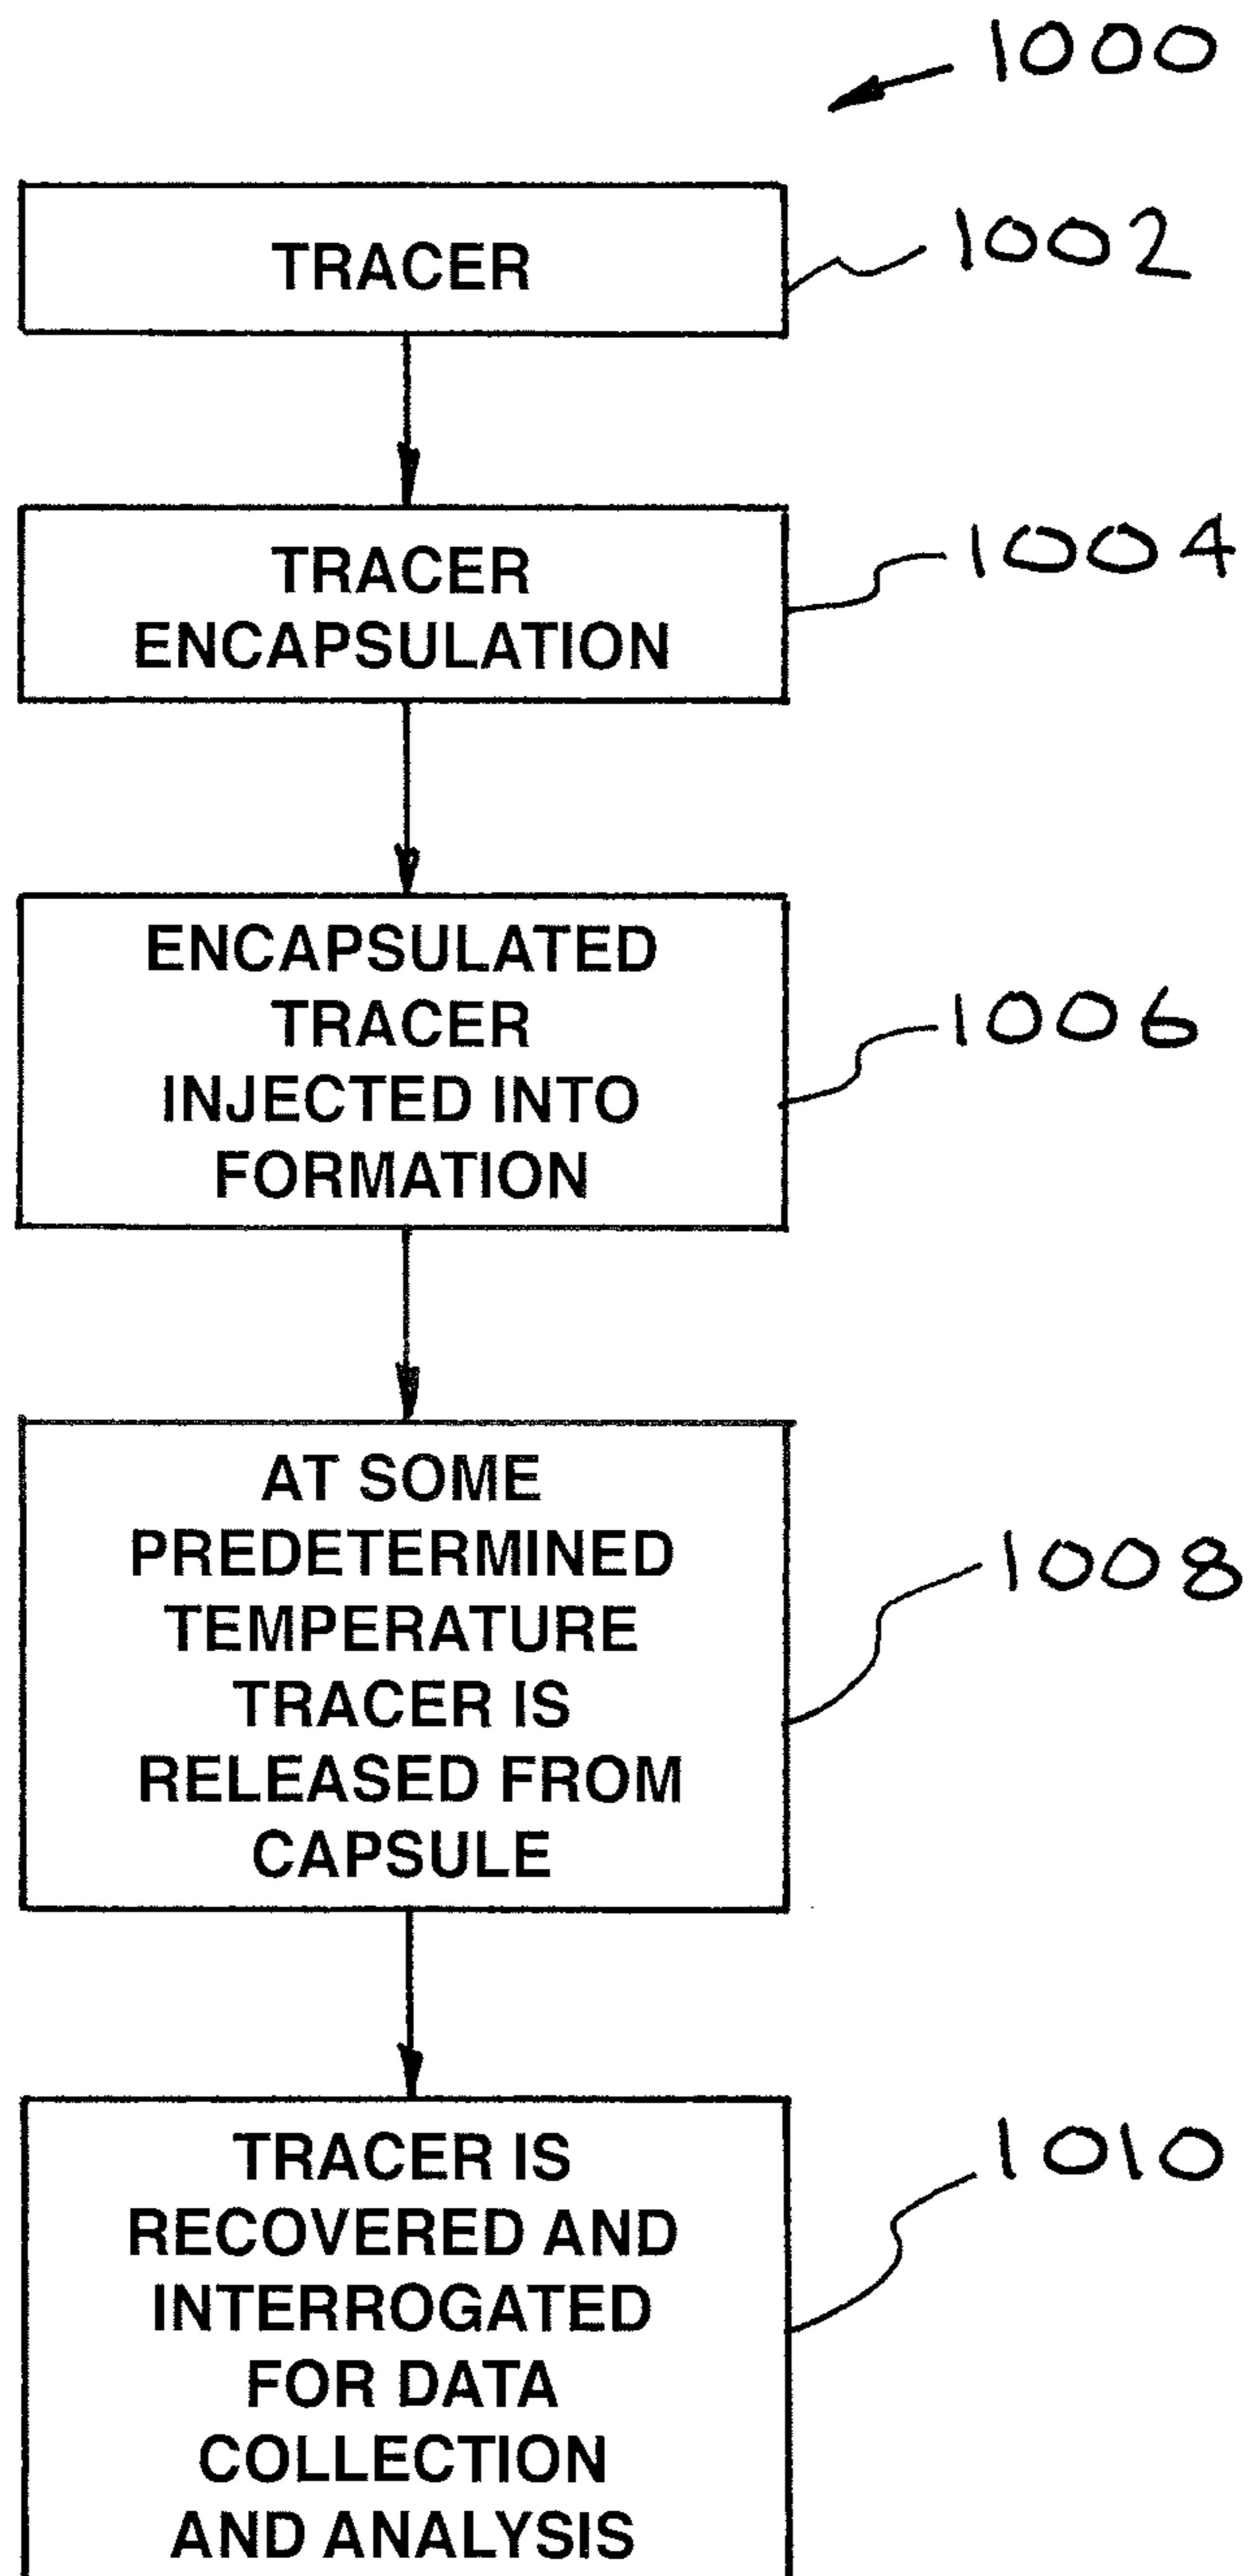 1000
TRACER
1002
TRACER
ENCAPSULATION
1004
ENCAPSULATED
TRACER
INJECTED INTO
FORMATION
1006
AT SOME
PREDETERMINED
TEMPERATURE
TRACER IS
RELEASED FROM
CAPSULE
1008
TRACER IS
RECOVERED AND
INTERROGATED
FOR DATA
COLLECTION
AND ANALYSIS
1010